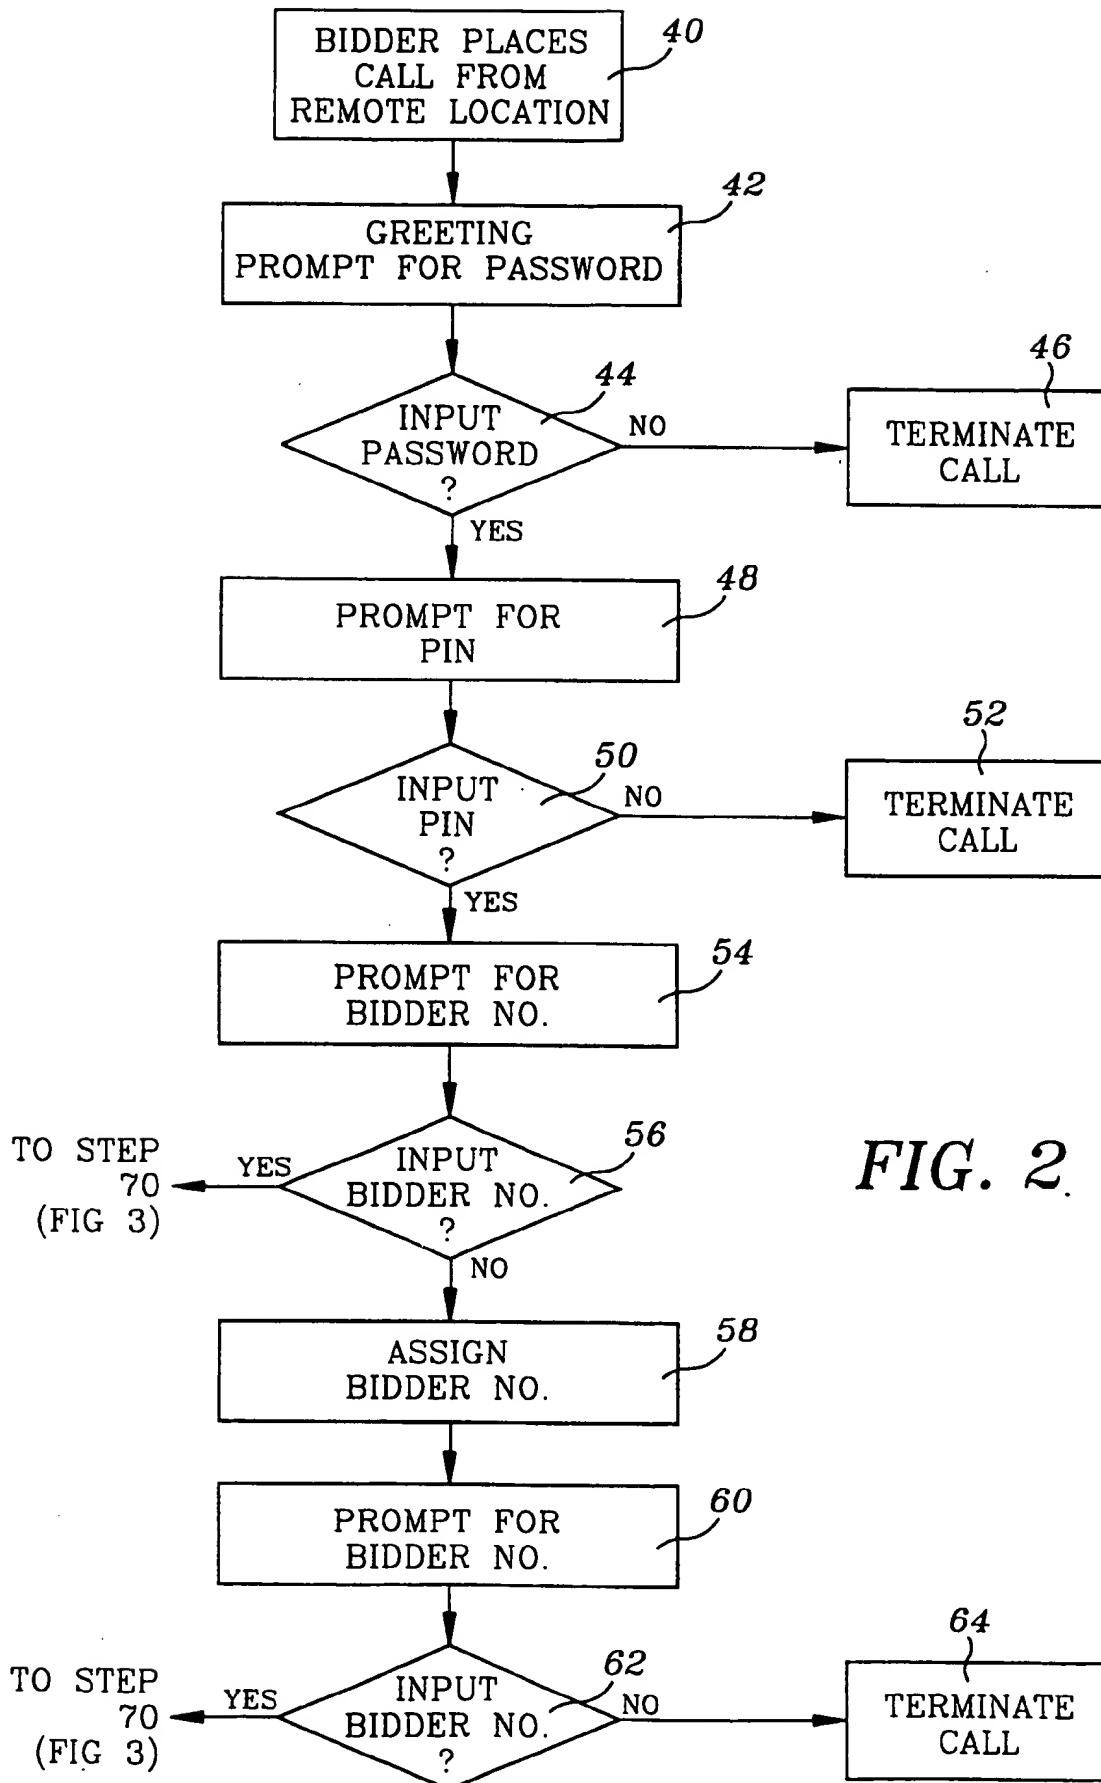 BIDDER PLACES
CALL FROM
REMOTE LOCATION
40
GREETING
PROMPT FOR PASSWORD
42
INPUT
PASSWORD
?
44
NO
TERMINATE
CALL
46
YES
PROMPT FOR
PIN
48
INPUT
PIN
?
50
NO
TERMINATE
CALL
52
YES
PROMPT FOR
BIDDER NO.
54
INPUT
BIDDER NO.
?
56
YES
TO STEP
70
(FIG 3)
NO
FIG. 2
ASSIGN
BIDDER NO.
58
PROMPT FOR
BIDDER NO.
60
INPUT
BIDDER NO.
?
62
YES
TO STEP
70
(FIG 3)
NO
TERMINATE
CALL
64